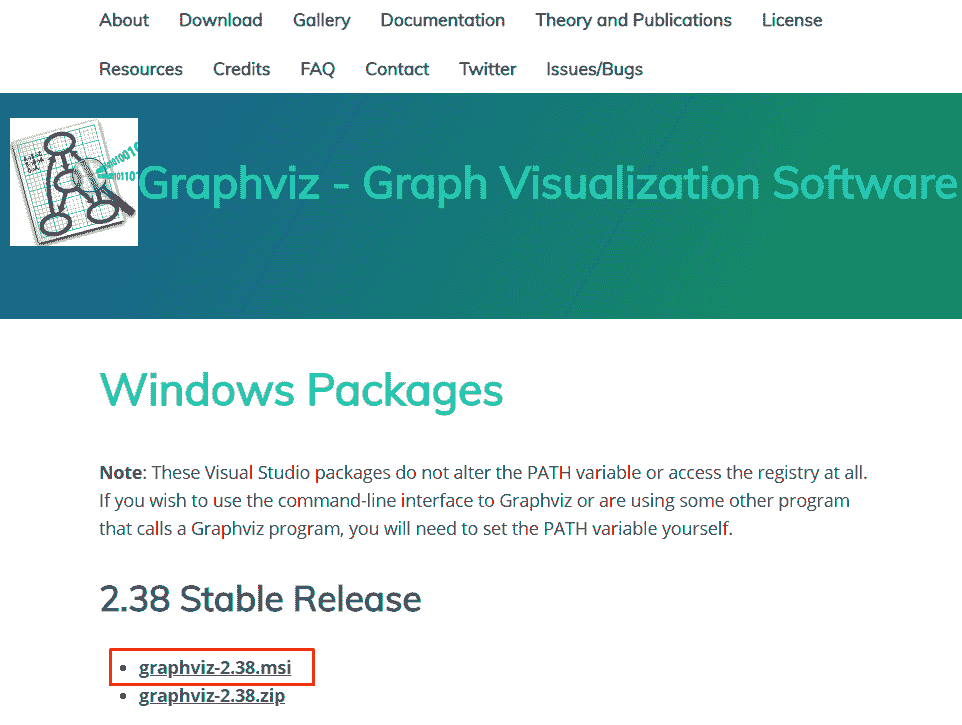 About Download Gallery Documentation Theory and Publications License
Resources Credits FAQ Contact Twitter Issues/Bugs
Graphviz - Graph Visualization Software
Windows Packages
Note: These Visual Studio packages do not alter the PATH variable or access the registry at all.
If you wish to use the command-line interface to Graphviz or are using some other program
that calls a Graphviz program, you will need to set the PATH variable yourself.
2.38 Stable Release
• graphviz-2.38.msi
• graphviz-2.38.zip